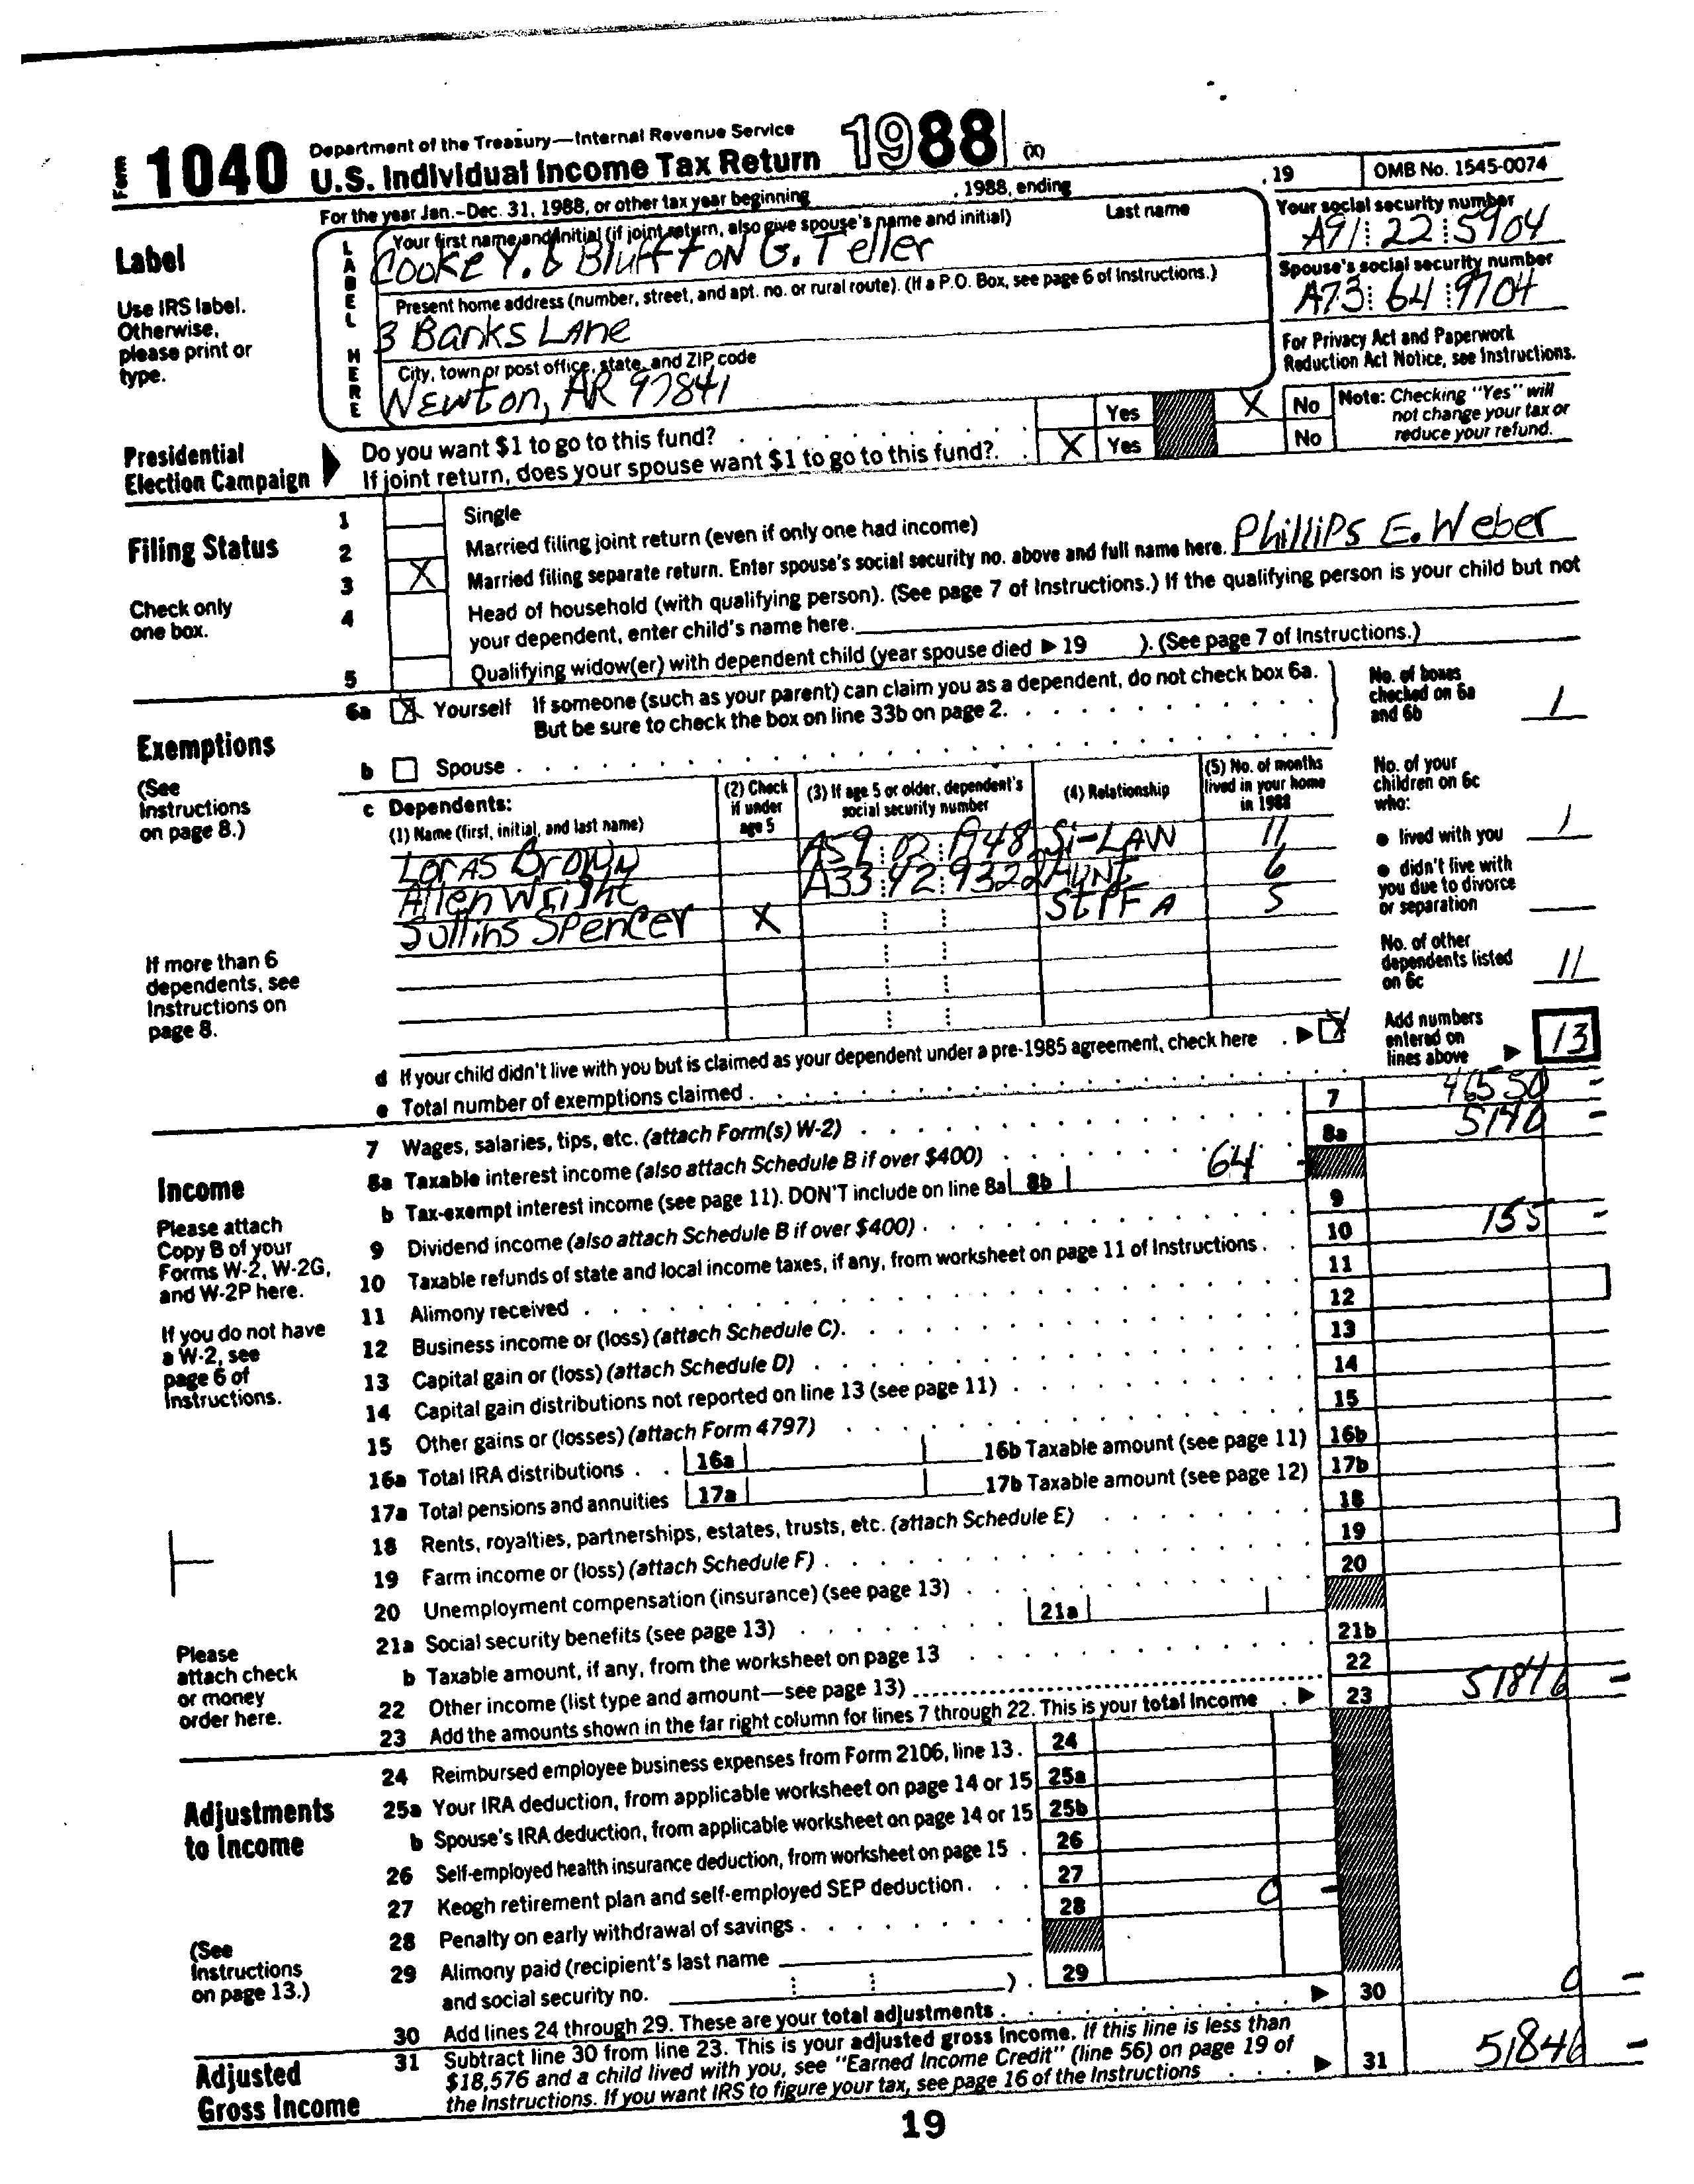 Form 1040 Department of the Treasury—Internal Revenue Service
U.S. Individual Income Tax Return 1988 (X)
For the year Jan.-Dec. 31, 1988, or other tax year beginning , 1988, ending , 19 OMB No. 1545-0074
Label
Use IRS label.
Otherwise,
please print or
type.
LABEL HERE
Your first name and initial (if joint return, also give spouse's name and initial) Last name
Cooke Y. & Bluffton G. Teller
Your social security number
A91 22 5904
Present home address (number, street, and apt. no. or rural route). (If a P.O. Box, see page 6 of Instructions.)
3 Banks Lane
Spouse's social security number
A73 64 9704
City, town or post office, state, and ZIP code
Newton, AR 97841
For Privacy Act and Paperwork
Reduction Act Notice, see Instructions.
Presidential
Election Campaign
Do you want $1 to go to this fund? Yes X No
If joint return, does your spouse want $1 to go to this fund? X Yes No
Note: Checking "Yes" will
not change your tax or
reduce your refund.
Filing Status
Check only
one box.
1 Single
2 Married filing joint return (even if only one had income)
3 X Married filing separate return. Enter spouse's social security no. above and full name here. Phillips E. Weber
4 Head of household (with qualifying person). (See page 7 of Instructions.) If the qualifying person is your child but not
your dependent, enter child's name here.
5 Qualifying widow(er) with dependent child (year spouse died ▶ 19 ). (See page 7 of Instructions.)
Exemptions
(See
Instructions
on page 8.)
If more than 6
dependents, see
Instructions on
page 8.
6a X Yourself If someone (such as your parent) can claim you as a dependent, do not check box 6a.
But be sure to check the box on line 33b on page 2.
No. of boxes
checked on 6a
and 6b 1
b Spouse
c Dependents:
(1) Name (first, initial, and last name)
(2) Check
if under
age 5
(3) If age 5 or older, dependent's
social security number
(4) Relationship
(5) No. of months
lived in your home
in 1988
Loras Brown A59 02 A948 Si-LAW 11
Allen Wright A33 42 9322 Aunt 6
Sullins Spencer X StPFA 5
No. of your
children on 6c
who:
● lived with you 1
● didn't live with
you due to divorce
or separation
No. of other
dependents listed
on 6c 11
d If your child didn't live with you but is claimed as your dependent under a pre-1985 agreement, check here ▶ X
e Total number of exemptions claimed
Add numbers
entered on
lines above ▶ 13
Income
Please attach
Copy B of your
Forms W-2, W-2G,
and W-2P here.
If you do not have
a W-2, see
page 6 of
Instructions.
Please
attach check
or money
order here.
7 Wages, salaries, tips, etc. (attach Form(s) W-2) 7 46550 –
8a Taxable interest income (also attach Schedule B if over $400) 8a 5140 –
b Tax-exempt interest income (see page 11). DON'T include on line 8a 8b 64 –
9 Dividend income (also attach Schedule B if over $400) 9
10 Taxable refunds of state and local income taxes, if any, from worksheet on page 11 of Instructions 10 155 –
11 Alimony received 11
12 Business income or (loss) (attach Schedule C) 12
13 Capital gain or (loss) (attach Schedule D) 13
14 Capital gain distributions not reported on line 13 (see page 11) 14
15 Other gains or (losses) (attach Form 4797) 15
16a Total IRA distributions 16a 16b Taxable amount (see page 11) 16b
17a Total pensions and annuities 17a 17b Taxable amount (see page 12) 17b
18 Rents, royalties, partnerships, estates, trusts, etc. (attach Schedule E) 18
19 Farm income or (loss) (attach Schedule F) 19
20 Unemployment compensation (insurance) (see page 13) 20
21a Social security benefits (see page 13) 21a
b Taxable amount, if any, from the worksheet on page 13 21b
22 Other income (list type and amount—see page 13) 22
23 Add the amounts shown in the far right column for lines 7 through 22. This is your total income ▶ 23 51846 –
Adjustments
to Income
(See
Instructions
on page 13.)
24 Reimbursed employee business expenses from Form 2106, line 13 24
25a Your IRA deduction, from applicable worksheet on page 14 or 15 25a
b Spouse's IRA deduction, from applicable worksheet on page 14 or 15 25b
26 Self-employed health insurance deduction, from worksheet on page 15 26
27 Keogh retirement plan and self-employed SEP deduction 27
28 Penalty on early withdrawal of savings 28 0 –
29 Alimony paid (recipient's last name
and social security no. ) 29
30 Add lines 24 through 29. These are your total adjustments ▶ 30 0 –
Adjusted
Gross Income
31 Subtract line 30 from line 23. This is your adjusted gross income. If this line is less than
$18,576 and a child lived with you, see "Earned Income Credit" (line 56) on page 19 of
the Instructions. If you want IRS to figure your tax, see page 16 of the Instructions ▶ 31 51846 –
19